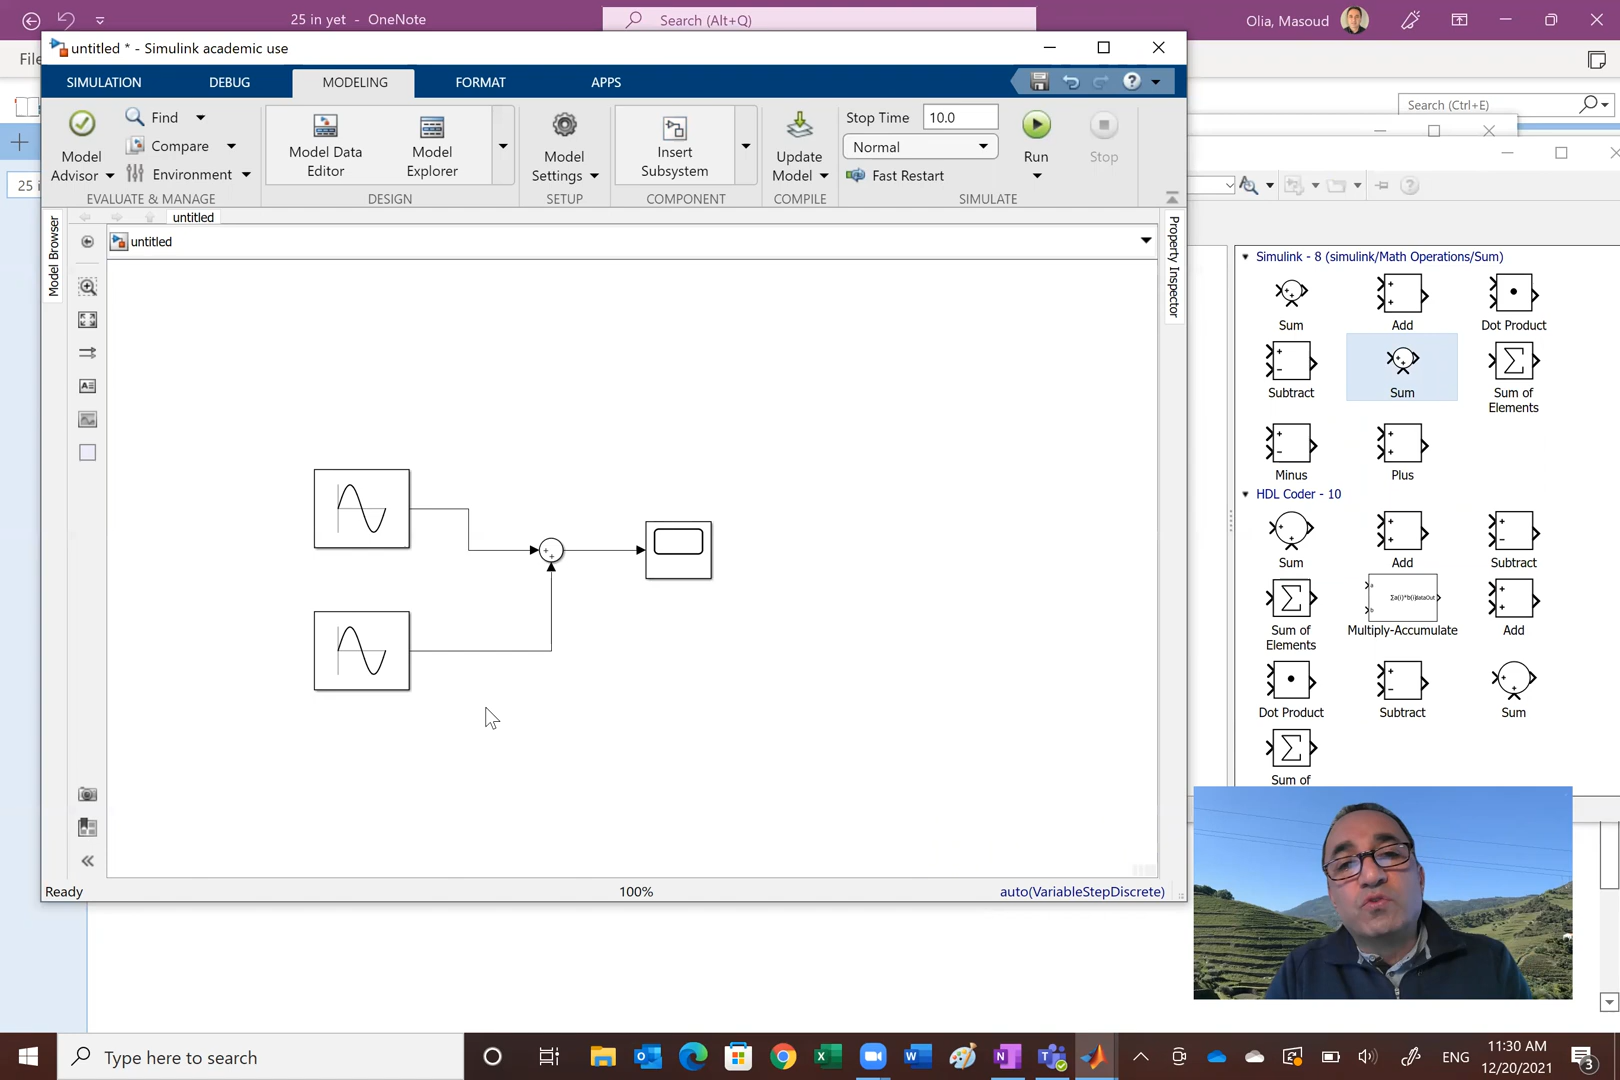 25 in yet - OneNote
Search (Alt+Q)
Olia, Masoud
untitled * - Simulink academic use
File
SIMULATION
DEBUG
MODELING
FORMAT
APPS
Search (Ctrl+E)
Model
Advisor
Find
Compare
Environment
EVALUATE & MANAGE
Model Data
Editor
Model
Explorer
DESIGN
Model
Settings
SETUP
Insert
Subsystem
COMPONENT
Update
Model
COMPILE
Stop Time
10.0
Normal
Fast Restart
Run
Stop
SIMULATE
25 i
untitled
untitled
Model Browser
Property Inspector
Simulink - 8 (simulink/Math Operations/Sum)
Sum
Add
Dot Product
Subtract
Sum
Sum of
Elements
Minus
Plus
HDL Coder - 10
Sum
Add
Subtract
Σa(i)*b(i)
dataOut
a
b
Sum of
Elements
Multiply-Accumulate
Add
Dot Product
Subtract
Sum
Sum of
Ready
100%
auto(VariableStepDiscrete)
Type here to search
ENG
11:30 AM
12/20/2021
3